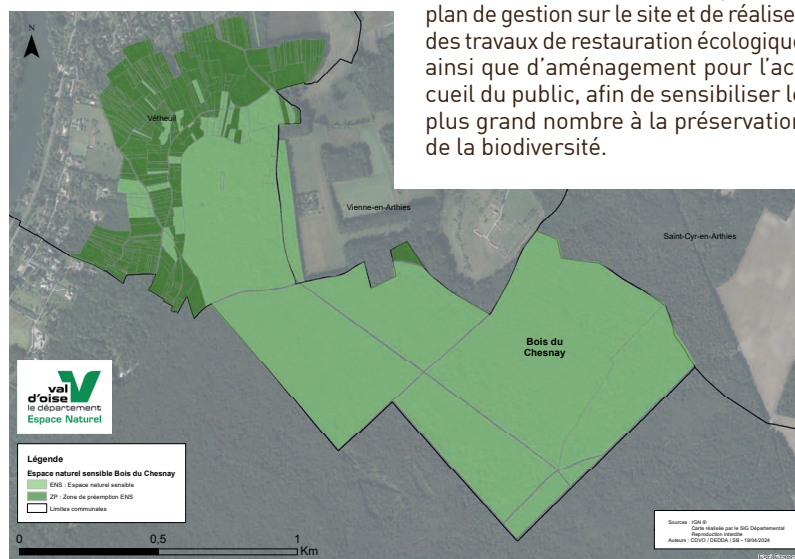 plan de gestion sur le site et de réalise
des travaux de restauration écologique
ainsi que d'aménagement pour l'ac
cueil du public, afin de sensibiliser le
plus grand nombre à la préservation
de la biodiversité.
N
Vétheuil
Vienne-en-Arthies
Saint-Cyr-en-Arthies
Bois du
Chesnay
val
d'oise
le département
Espace Naturel
Légende
Espace naturel sensible Bois du Chesnay
ENS : Espace naturel sensible
ZP : Zone de préemption ENS
Limites communales
0 0,5 1
Km
Sources : IGN ®
Carte réalisée par le SIG Départemental
Reproduction interdite
Auteurs : CDVO / DEDDA / SB - 19/04/2024